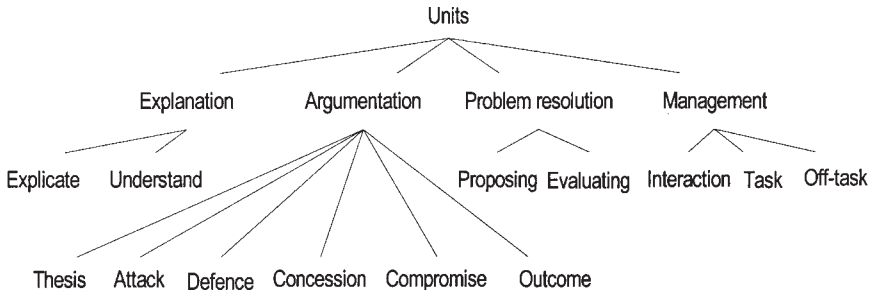 Units
Explanation Argumentation Problem resolution Management
Explicate Understand Proposing Evaluating Interaction Task Off-task
Thesis Attack Defence Concession Compromise Outcome